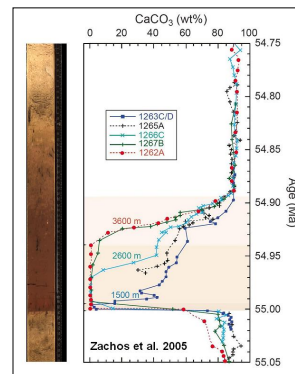 CaCO3 (wt%)
0 20 40 60 80 100
54.75
54.80
54.85
54.90
54.95
55.00
55.05
Age (Ma)
1263C/D
1265A
1266C
1267B
1262A
3600 m
2600 m
1500 m
Zachos et al. 2005